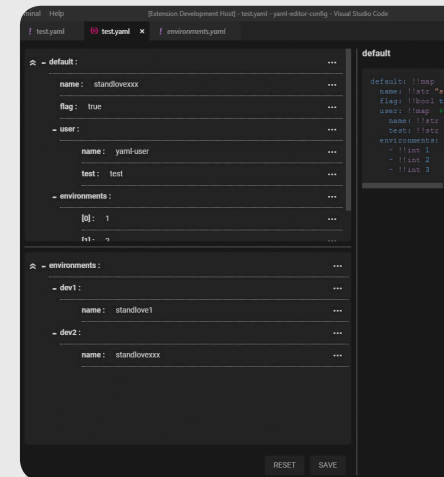 Help [Extension Development Host] - test.yaml - yaml-editor-config - Visual Studio Code
! test.yaml test.yaml × ! environments.yaml
– default : ...
name : standlovexxx ...
flag : true ...
– user : ...
name : yaml-user ...
test : test ...
– environments : ...
[0] : 1 ...
[1] : 2 ...
– environments : ...
– dev1 : ...
name : standlove1 ...
– dev2 : ...
name : standlovexxx ...
RESET SAVE
default
default: !!map
name: !!str "s
flag: !!bool t
user: !!map
name: !!str
test: !!str
environments:
- !!int 1
- !!int 2
- !!int 3